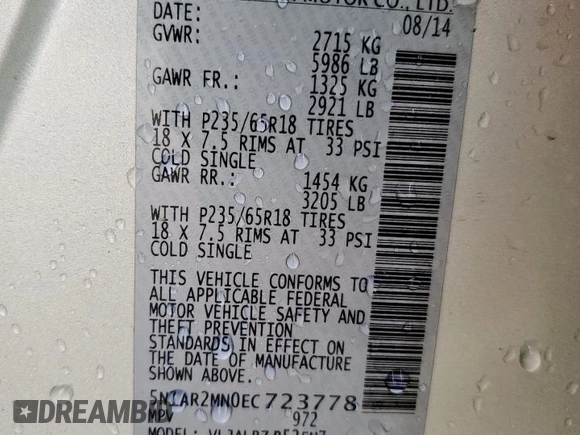 MOTOR CO., LTD.
DATE: 08/14
GVWR: 2715 KG
5986 LB
GAWR FR.: 1325 KG
2921 LB
WITH P235/65R18 TIRES
18 X 7.5 RIMS AT 33 PSI
COLD SINGLE
GAWR RR.: 1454 KG
3205 LB
WITH P235/65R18 TIRES
18 X 7.5 RIMS AT 33 PSI
COLD SINGLE
THIS VEHICLE CONFORMS TO
ALL APPLICABLE FEDERAL
MOTOR VEHICLE SAFETY AND
THEFT PREVENTION
STANDARDS IN EFFECT ON
THE DATE OF MANUFACTURE
SHOWN ABOVE.
5N1AR2MN0EC723778
MPV 972